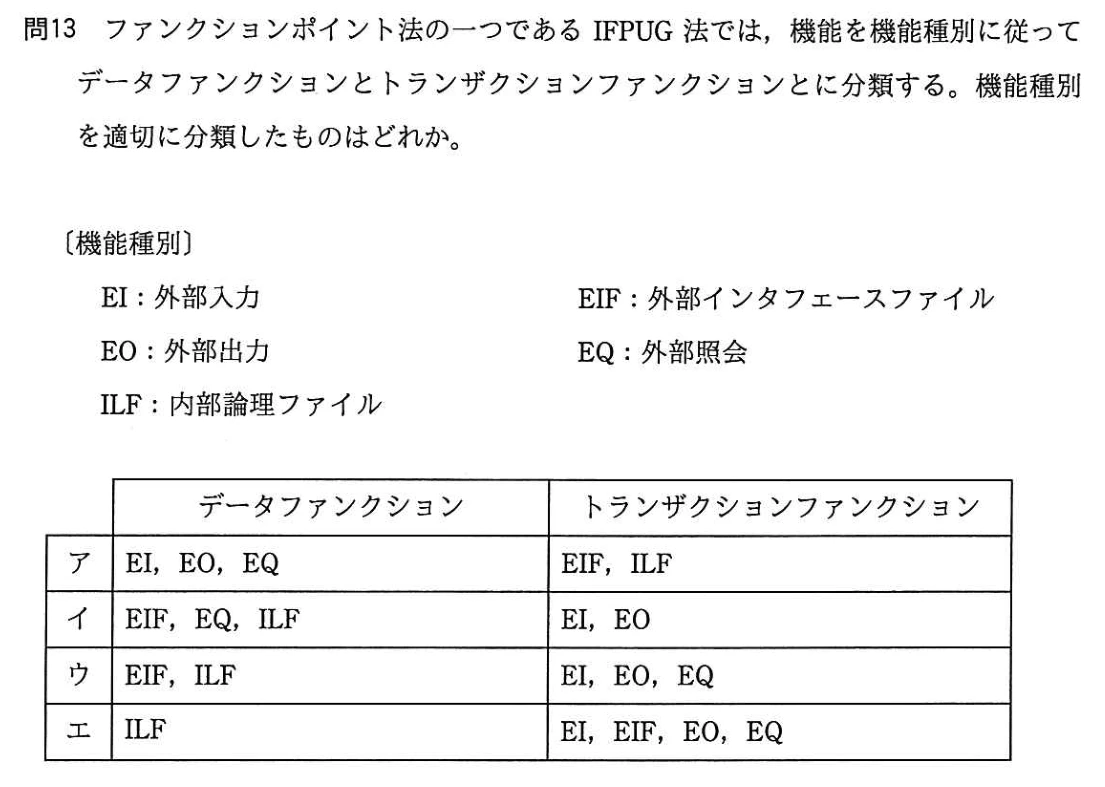 問13 ファンクションポイント法の一つである IFPUG 法では，機能を機能種別に従って
データファンクションとトランザクションファンクションとに分類する。機能種別
を適切に分類したものはどれか。
〔機能種別〕
EI：外部入力 EIF：外部インタフェースファイル
EO：外部出力 EQ：外部照会
ILF：内部論理ファイル
データファンクション トランザクションファンクション
ア EI，EO，EQ EIF，ILF
イ EIF，EQ，ILF EI，EO
ウ EIF，ILF EI，EO，EQ
エ ILF EI，EIF，EO，EQ